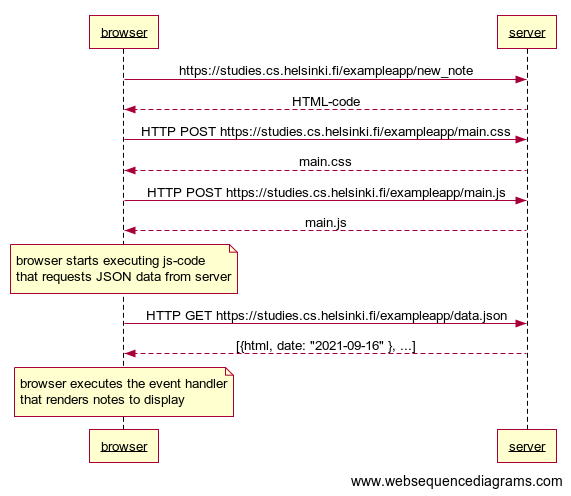 browser
server
https://studies.cs.helsinki.fi/exampleapp/new_note
HTML-code
HTTP POST https://studies.cs.helsinki.fi/exampleapp/main.css
main.css
HTTP POST https://studies.cs.helsinki.fi/exampleapp/main.js
main.js
browser starts executing js-code
that requests JSON data from server
HTTP GET https://studies.cs.helsinki.fi/exampleapp/data.json
[{html, date: "2021-09-16" }, ...]
browser executes the event handler
that renders notes to display
browser
server
www.websequencediagrams.com